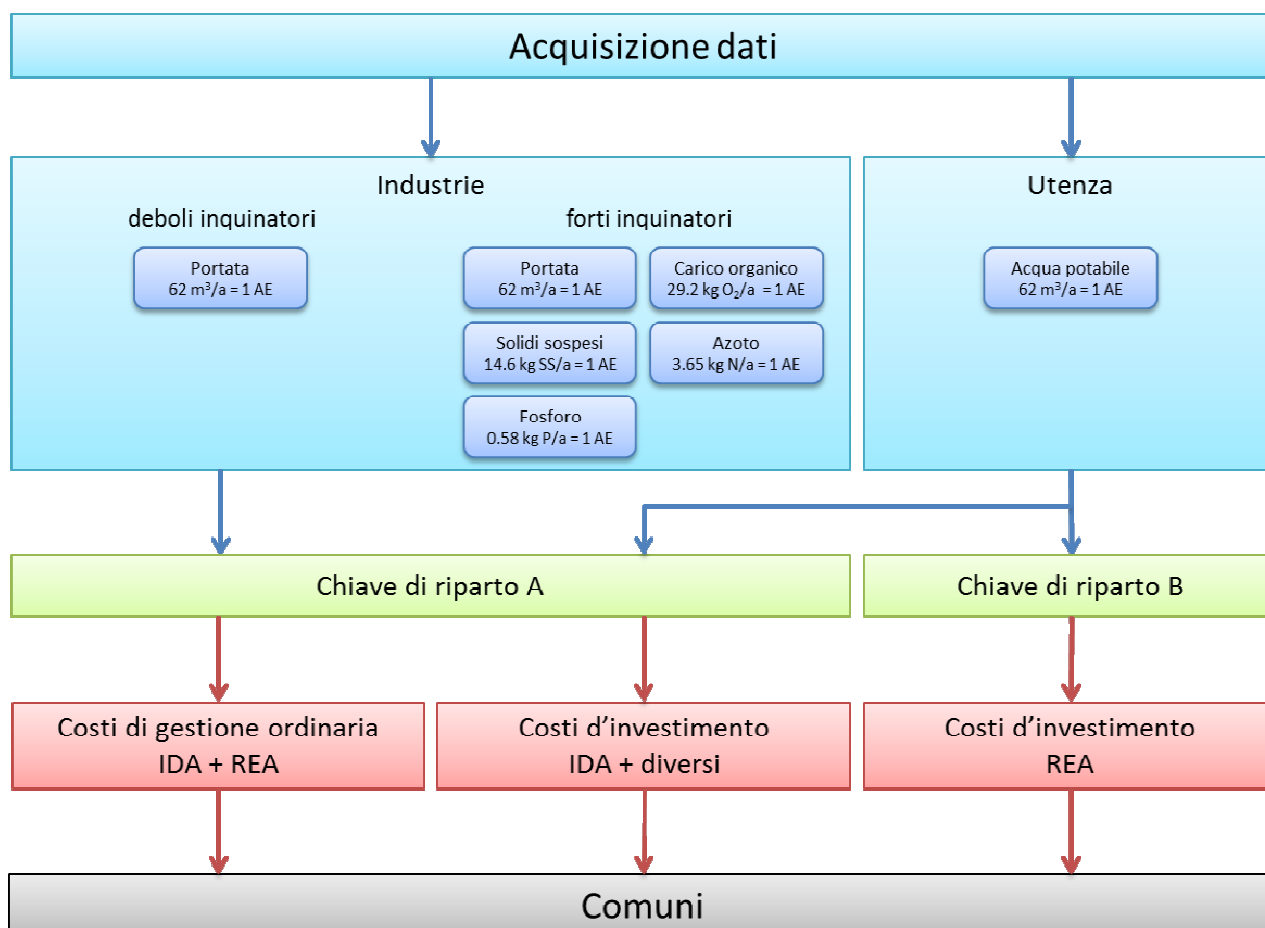 Acquisizione dati
Industrie
deboli inquinatori
forti inquinatori
Portata
62 m³/a = 1 AE
Portata
62 m³/a = 1 AE
Carico organico
29.2 kg O₂/a = 1 AE
Solidi sospesi
14.6 kg SS/a = 1 AE
Azoto
3.65 kg N/a = 1 AE
Fosforo
0.58 kg P/a = 1 AE
Utenza
Acqua potabile
62 m³/a = 1 AE
Chiave di riparto A
Chiave di riparto B
Costi di gestione ordinaria
IDA + REA
Costi d’investimento
IDA + diversi
Costi d’investimento
REA
Comuni